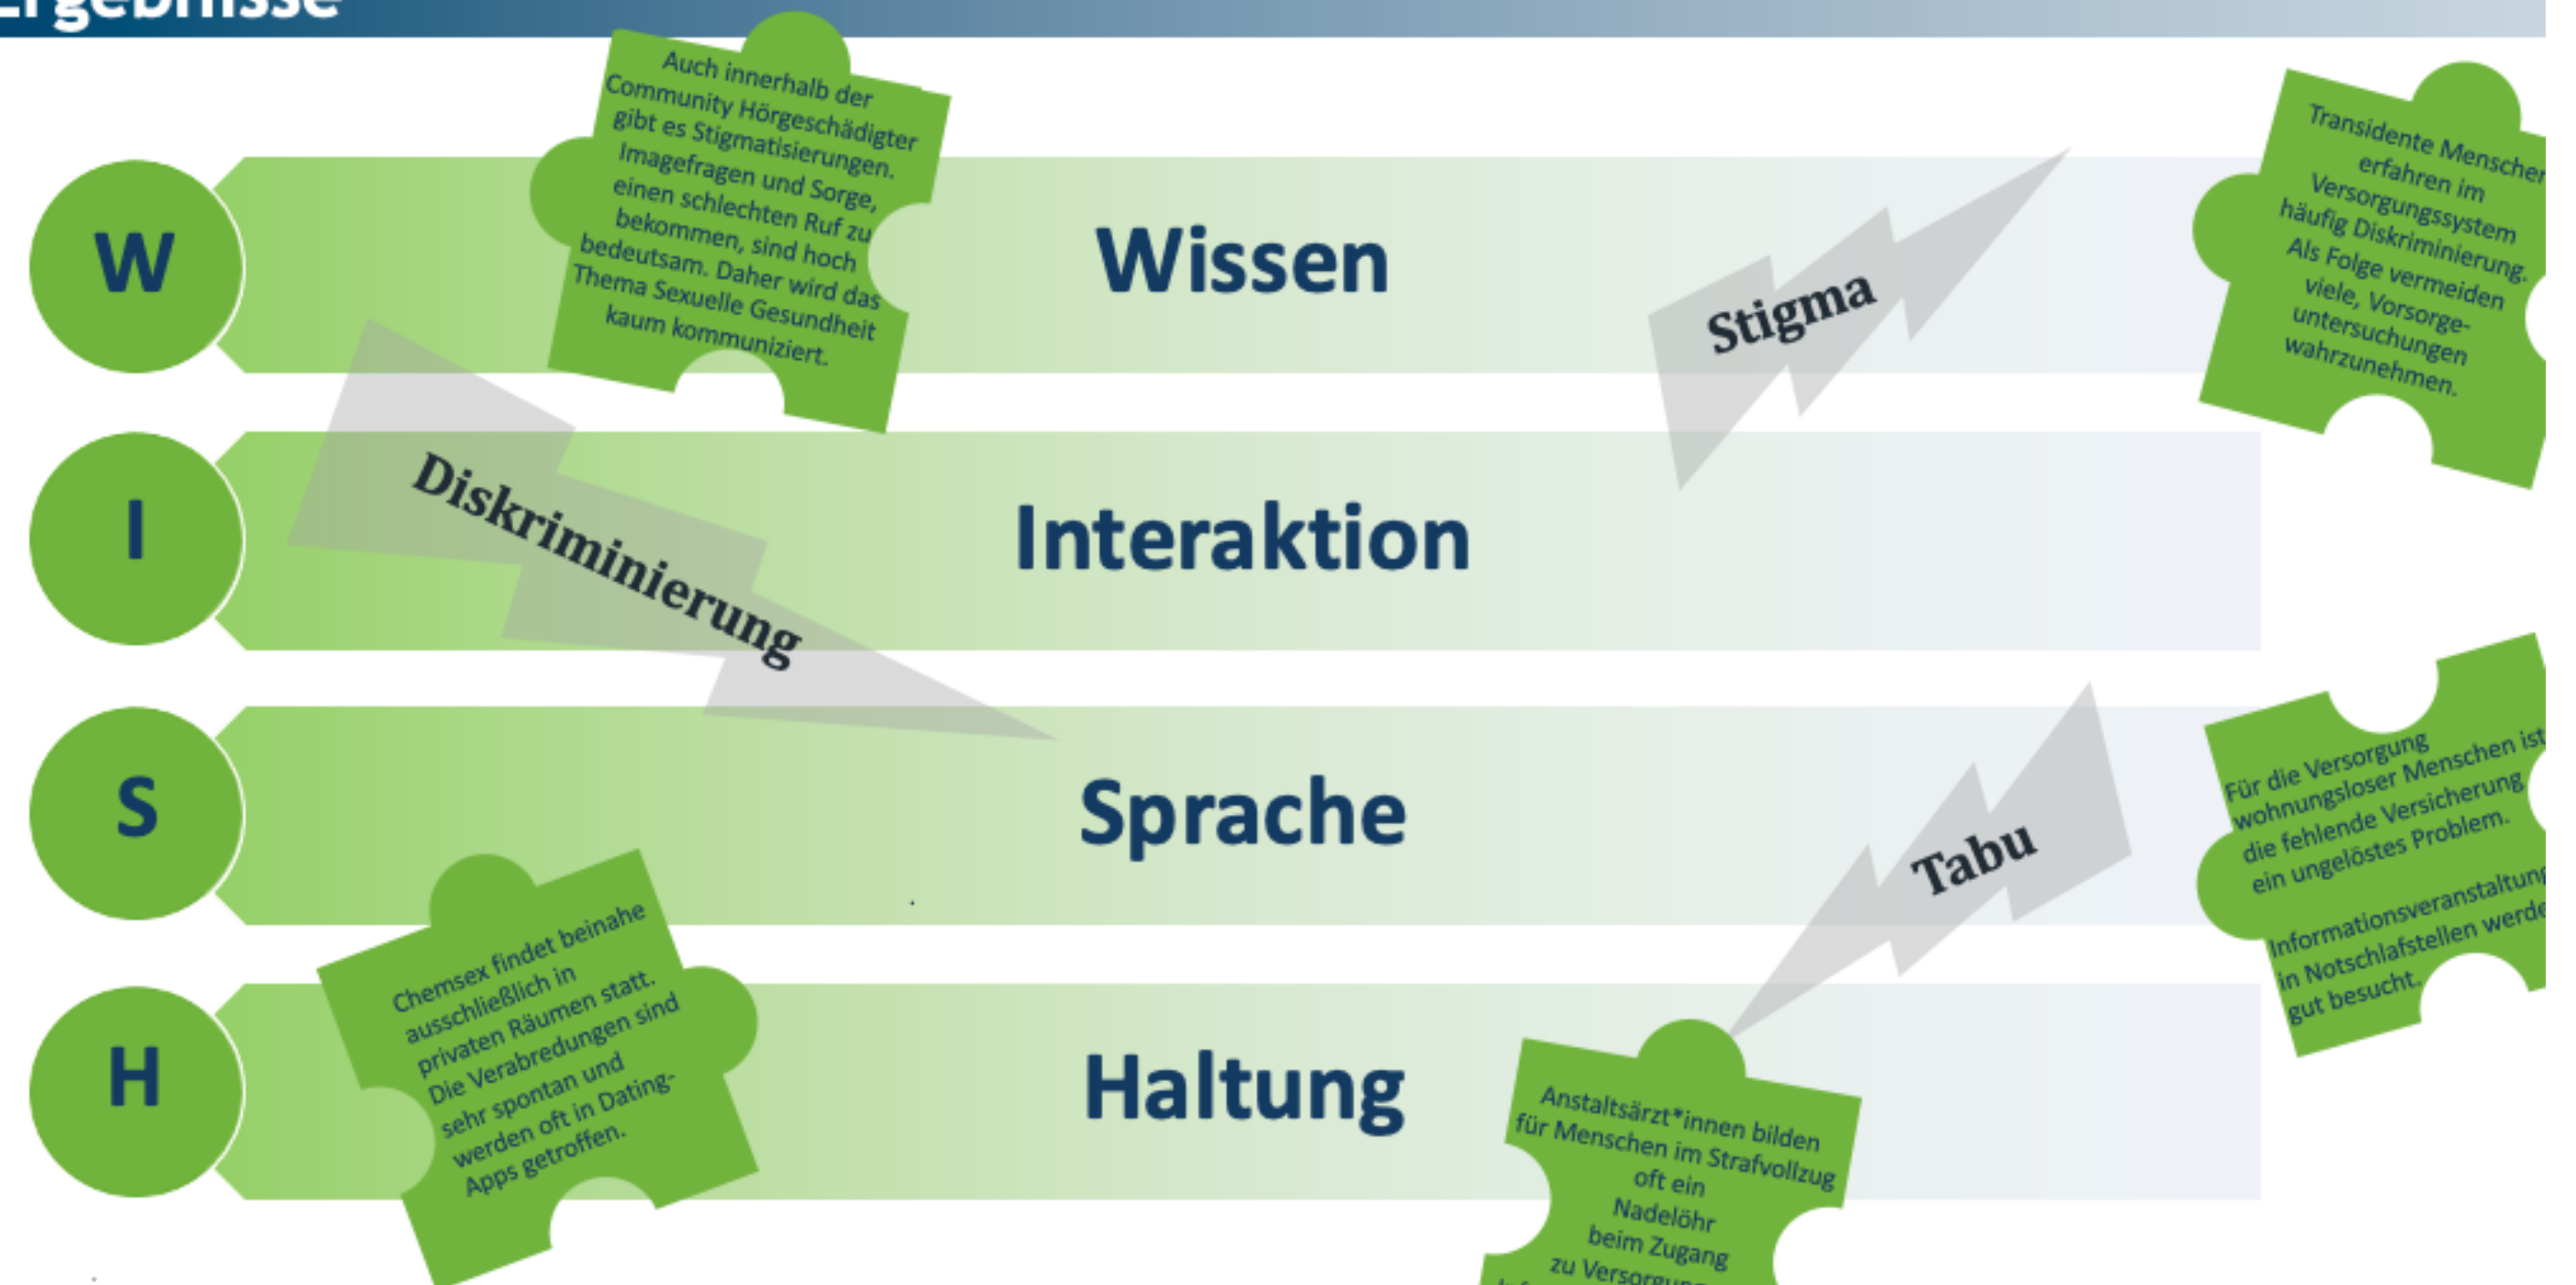 Ergebnisse
Auch innerhalb der
Community Hörgeschädigter
gibt es Stigmatisierungen.
Imagefragen und Sorge,
einen schlechten Ruf zu
bekommen, sind hoch
bedeutsam. Daher wird das
Thema Sexuelle Gesundheit
kaum kommuniziert.
Transidente Menschen
erfahren im
Versorgungssystem
häufig Diskriminierung.
Als Folge vermeiden
viele, Vorsorge-
untersuchungen
wahrzunehmen.
W
Wissen
Stigma
I
Interaktion
Diskriminierung
S
Sprache
Tabu
Für die Versorgung
wohnungsloser Menschen ist
die fehlende Versicherung
ein ungelöstes Problem.
Informationsveranstaltung
in Notschlafstellen werde
gut besucht.
H
Haltung
Chemsex findet beinahe
ausschließlich in
privaten Räumen statt.
Die Verabredungen sind
sehr spontan und
werden oft in Dating-
Apps getroffen.
Anstaltsärzt*innen bilden
für Menschen im Strafvollzug
oft ein
Nadelöhr
beim Zugang
zu